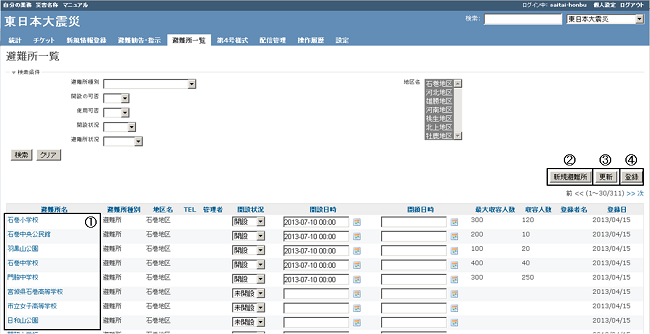 自分の業務 災害名称 マニュアル ログイン中: saitai-honbu 個人設定 ログアウト
東日本大震災 検索: 東日本大震災
統計 チケット 新規情報登録 避難勧告・指示 避難所一覧 第4号様式 配信管理 操作履歴 設定
避難所一覧
検索条件
避難所種別 地区名 石巻地区
河北地区
開設の可否 雄勝地区
使用可否 河南地区
桃生地区
開設状況 北上地区
避難所状況 牡鹿地区
検索 クリア
② ③ ④
新規避難所 更新 登録
前 << (1〜30/311) >> 次
避難所名 避難所種別 地区名 TEL 管理者 開設状況 開設日時 閉鎖日時 最大収容人数 収容人数 登録者名 登録日
石巻小学校 ① 避難所 石巻地区 開設 2013-07-10 00:00 300 120 2013/04/15
石巻中央公民館 避難所 石巻地区 開設 2013-07-10 00:00 200 10 2013/04/15
羽黒山公園 避難所 石巻地区 開設 2013-07-10 00:00 100 20 2013/04/15
石巻中学校 避難所 石巻地区 開設 2013-07-10 00:00 400 40 2013/04/15
門脇中学校 避難所 石巻地区 開設 2013-07-10 00:00 300 250 2013/04/15
宮城県石巻高等学校 避難所 石巻地区 未開設 2013/04/15
市立女子高等学校 避難所 石巻地区 未開設 2013/04/15
日和山公園 避難所 石巻地区 未開設 2013/04/15